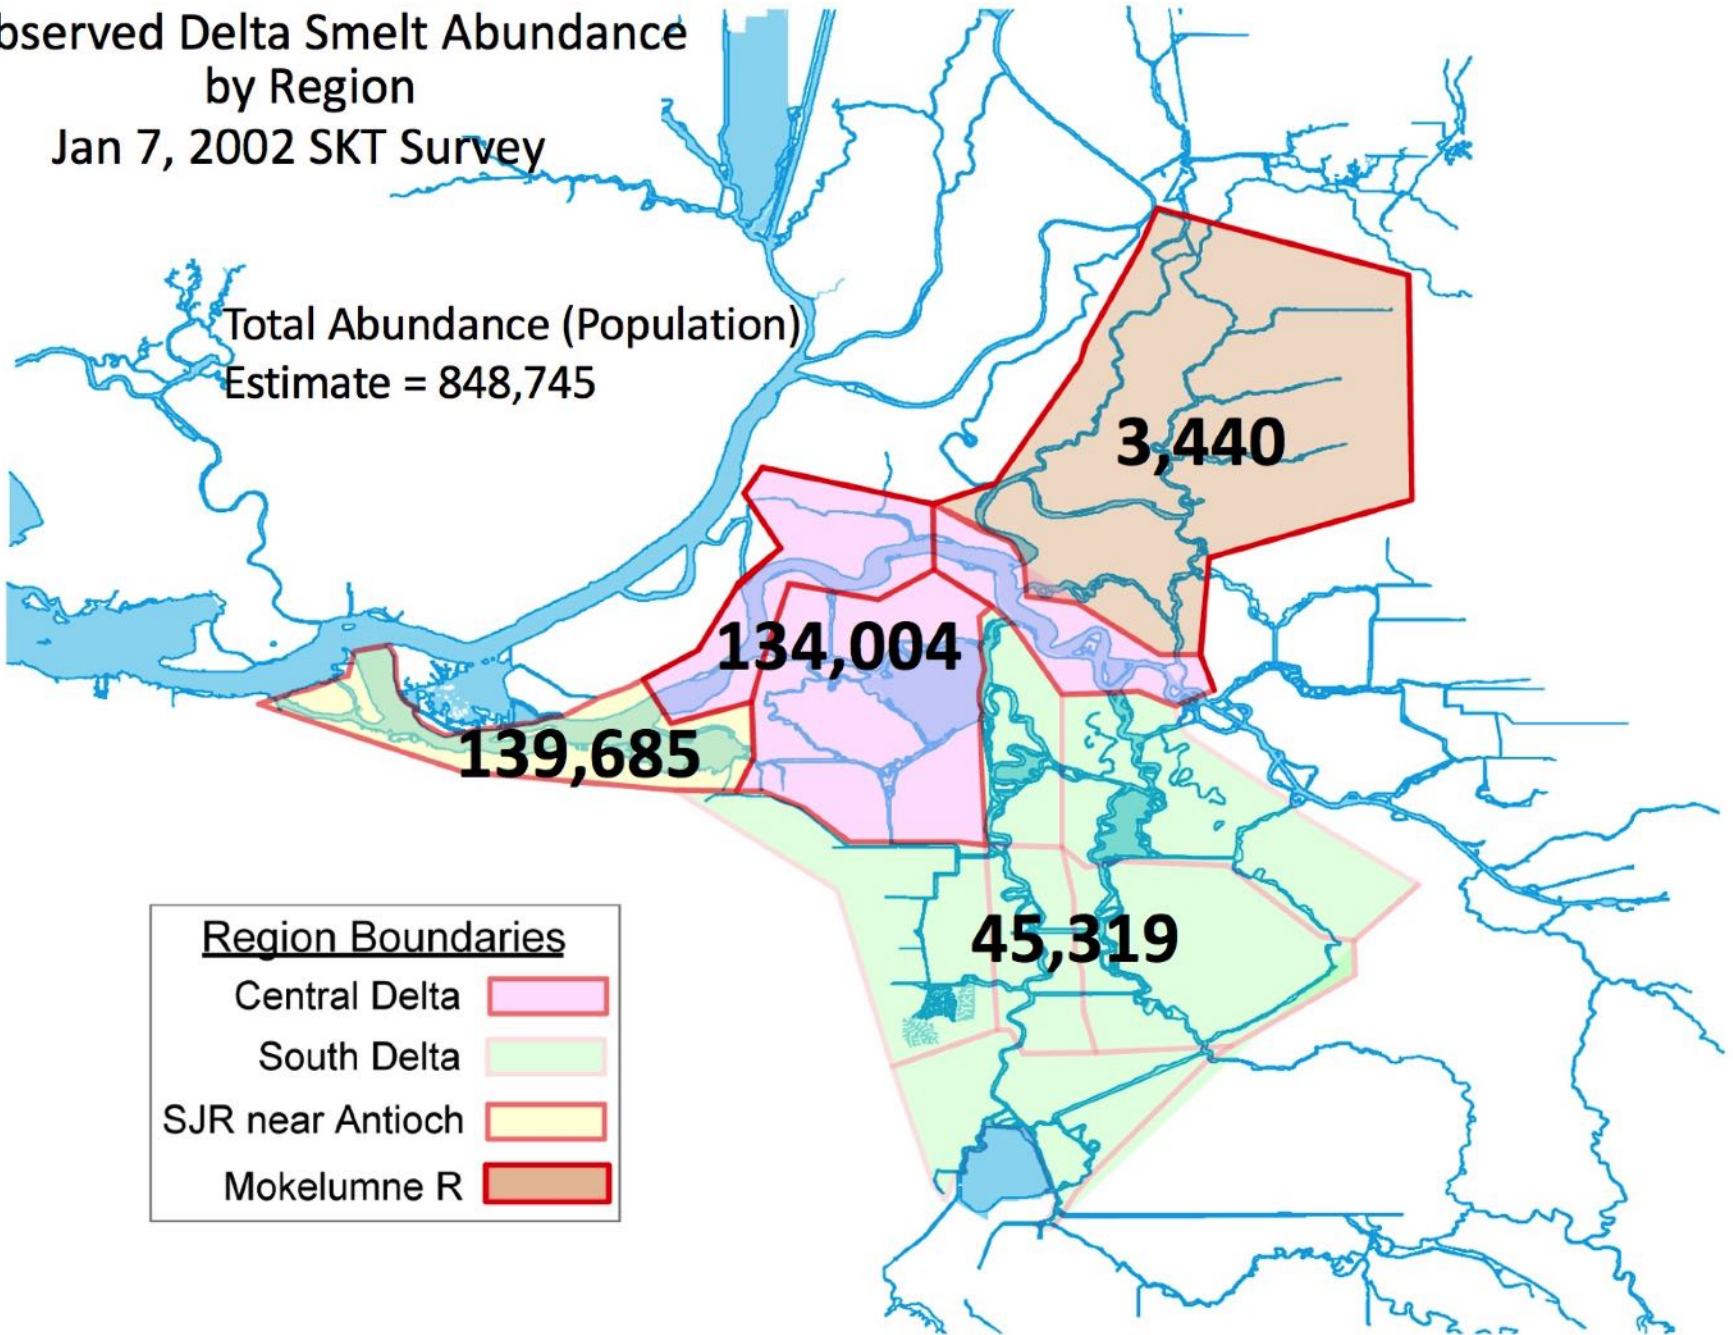 bserved Delta Smelt Abundance
by Region
Jan 7, 2002 SKT Survey
Total Abundance (Population)
Estimate = 848,745
3,440
134,004
139,685
45,319
Region Boundaries
Central Delta
South Delta
SJR near Antioch
Mokelumne R